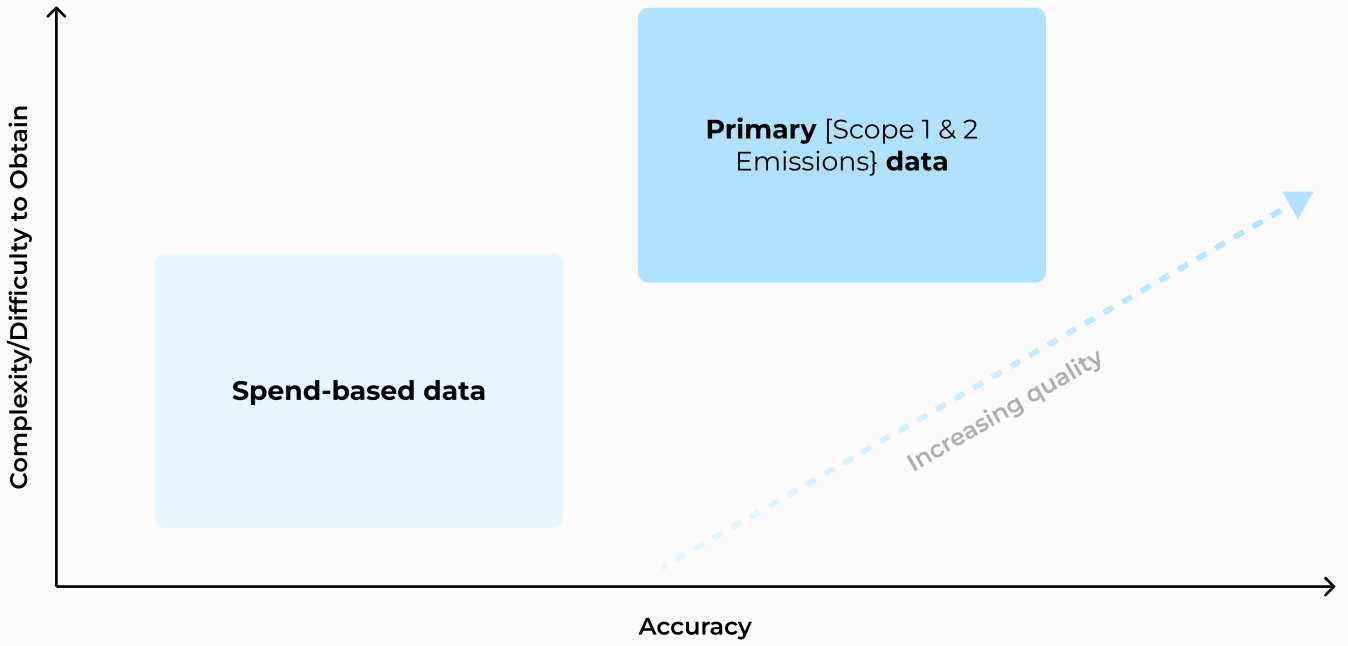 Complexity/Difficulty to Obtain
Primary [Scope 1 & 2
Emissions} data
Spend-based data
Increasing quality
Accuracy